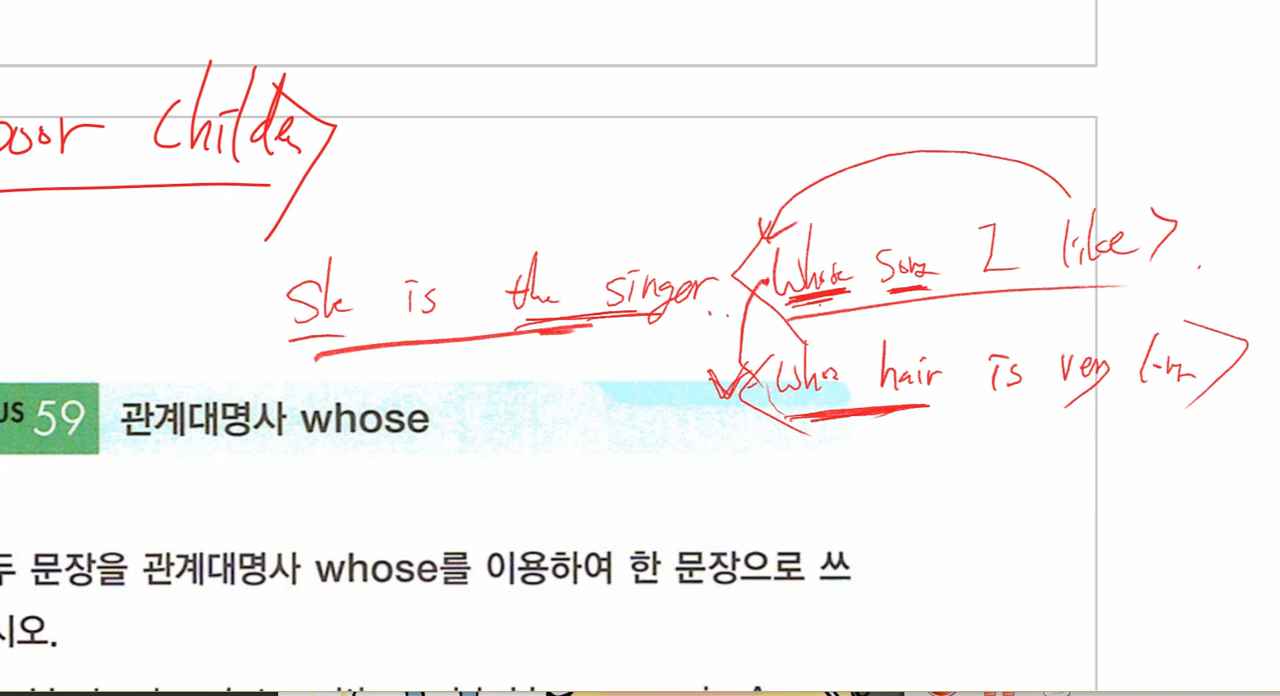 poor Childen
She is the singer..
whose song I like.
whose hair is very
US 59 관계대명사 whose
두 문장을 관계대명사 whose를 이용하여 한 문장으로 쓰
시오.